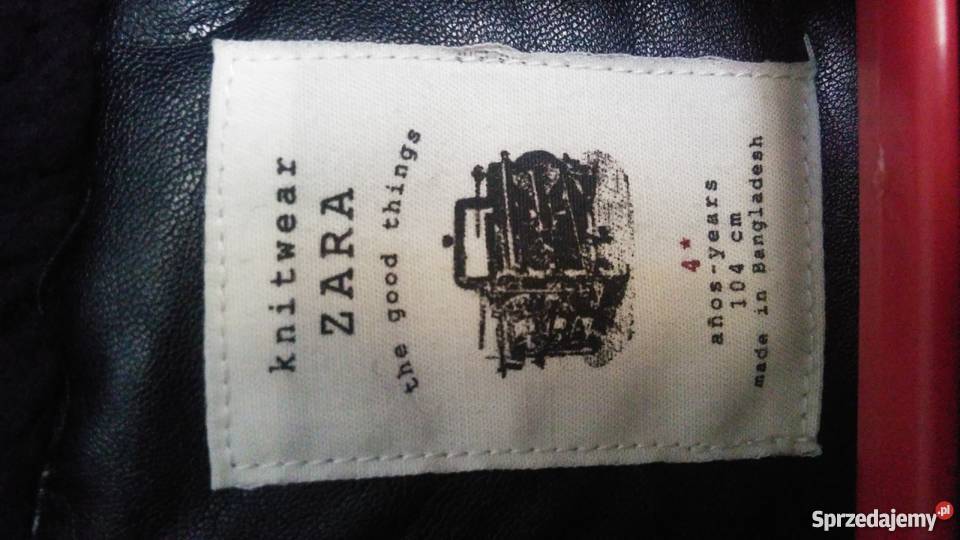 knitwear
ZARA
the good things
4*
años-years
104 cm
made in Bangladesh
Sprzedajemy.pl